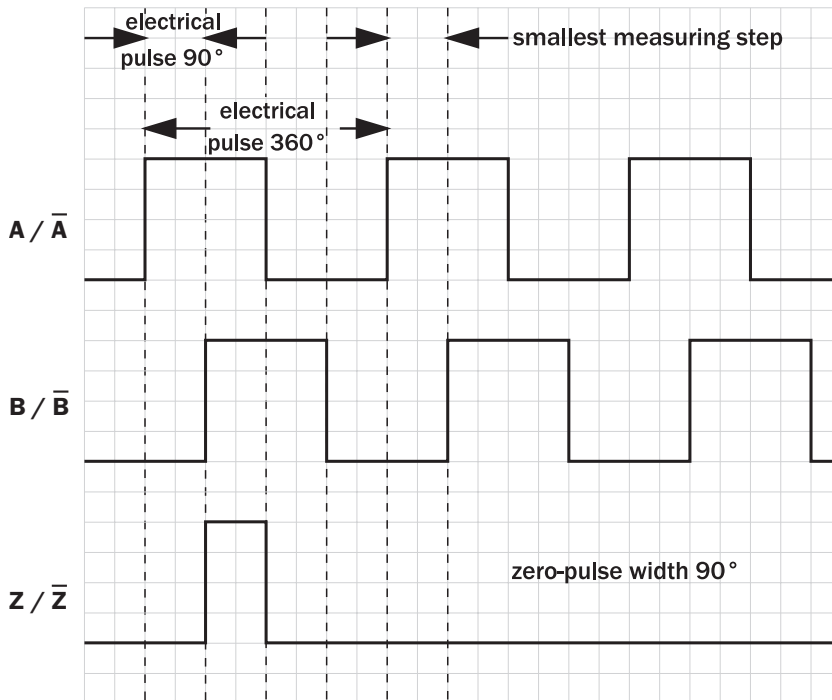 electrical
pulse 90°
smallest measuring step
electrical
pulse 360°
A / A̅
B / B̅
Z / Z̅
zero-pulse width 90°